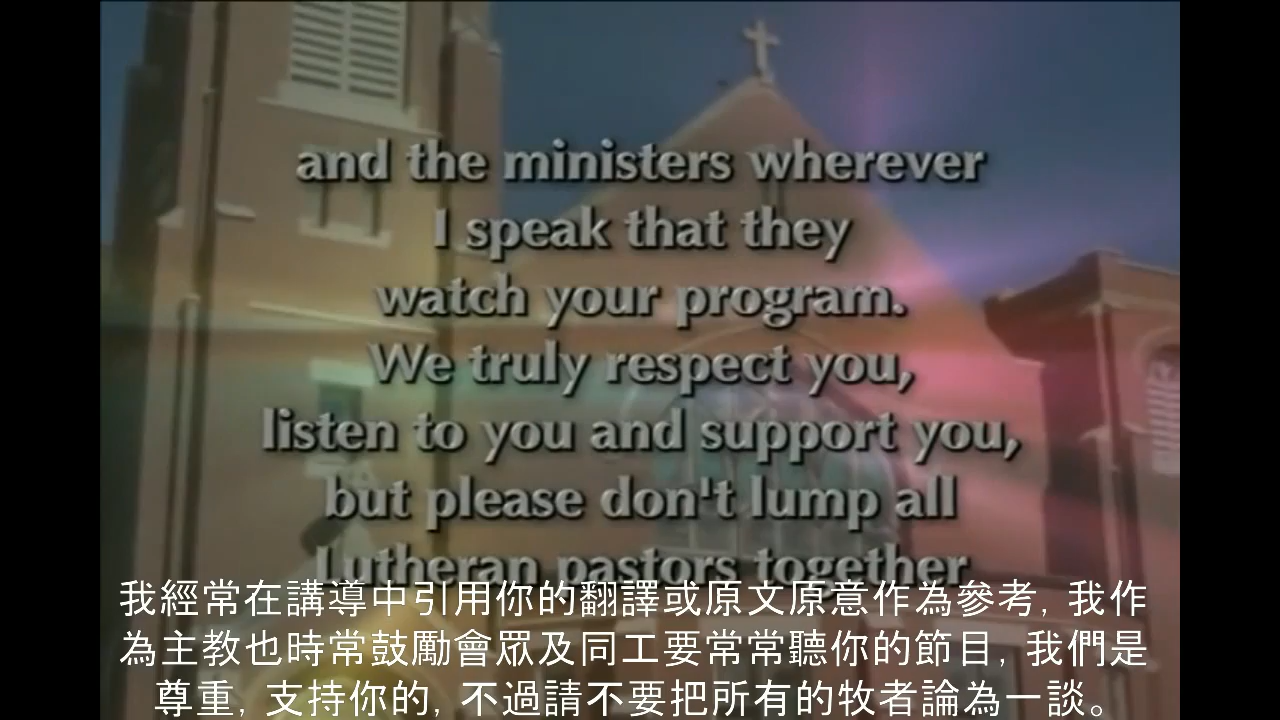 and the ministers wherever
I speak that they
watch your program.
We truly respect you,
listen to you and support you,
but please don't lump all
Lutheran pastors together
我經常在講導中引用你的翻譯或原文原意作為參考, 我作
為主教也時常鼓勵會眾及同工要常常聽你的節目, 我們是
尊重, 支持你的, 不過請不要把所有的牧者論為一談。